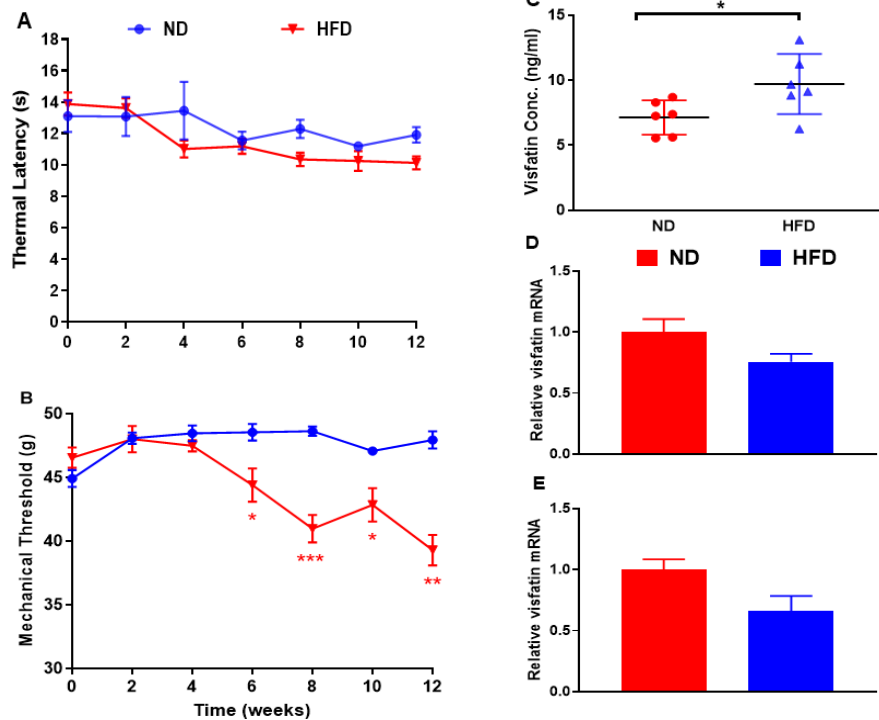 A
ND HFD
Thermal Latency (s)
18
16
14
12
10
8
6
4
2
0
0 2 4 6 8 10 12
B
Mechanical Threshold (g)
50
45
40
35
30
* *** * **
0 2 4 6 8 10 12
Time (weeks)
C
*
Visfatin Conc. (ng/ml)
15
10
5
0
ND HFD
D
ND HFD
Relative visfatin mRNA
1.5
1.0
0.5
0.0
E
Relative visfatin mRNA
1.5
1.0
0.5
0.0